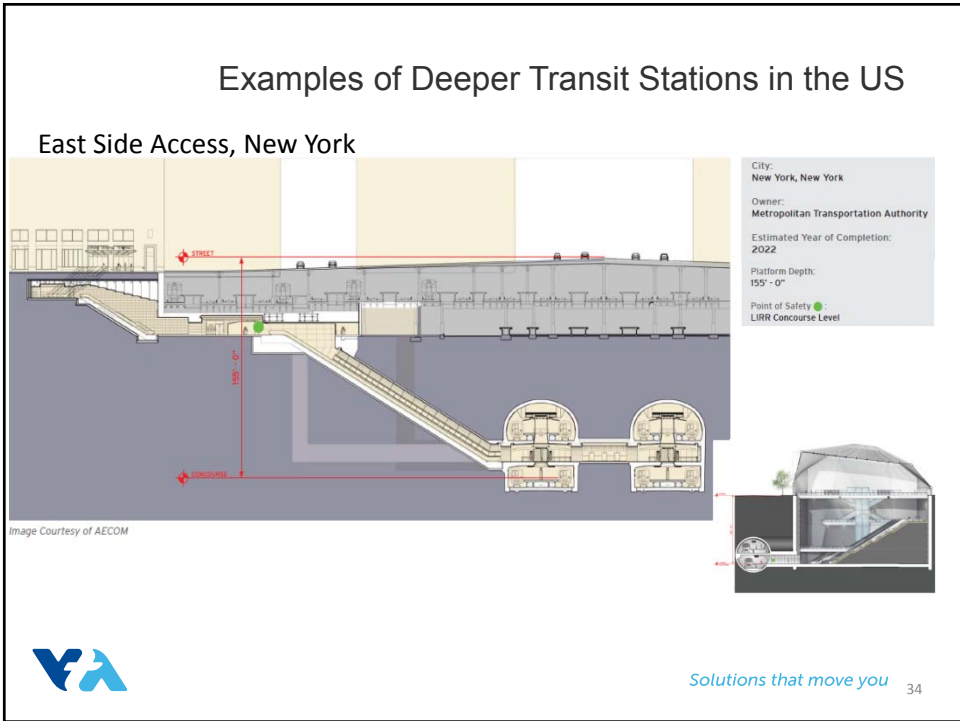 Examples of Deeper Transit Stations in the US
East Side Access, New York
City:
New York, New York
Owner:
Metropolitan Transportation Authority
Estimated Year of Completion:
2022
Platform Depth:
155' - 0"
Point of Safety :
LIRR Concourse Level
STREET
155' - 0"
CONCOURSE
Image Courtesy of AECOM
VTA
Solutions that move you
34